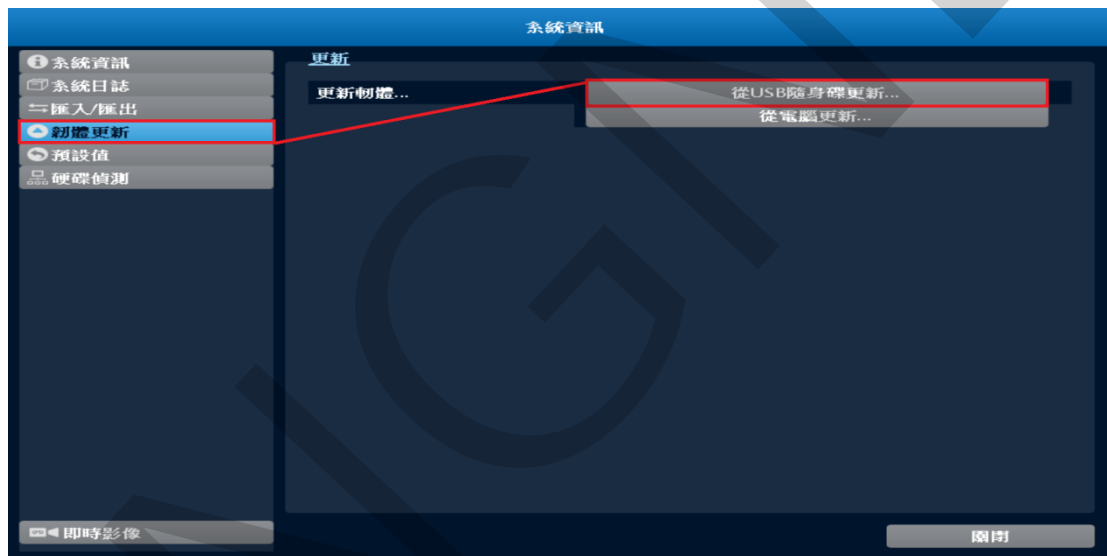 系統資訊
系統資訊
系統日誌
匯入/匯出
韌體更新
預設值
硬碟偵測
即時影像
更新
更新韌體...
從USB隨身碟更新...
從電腦更新...
關閉